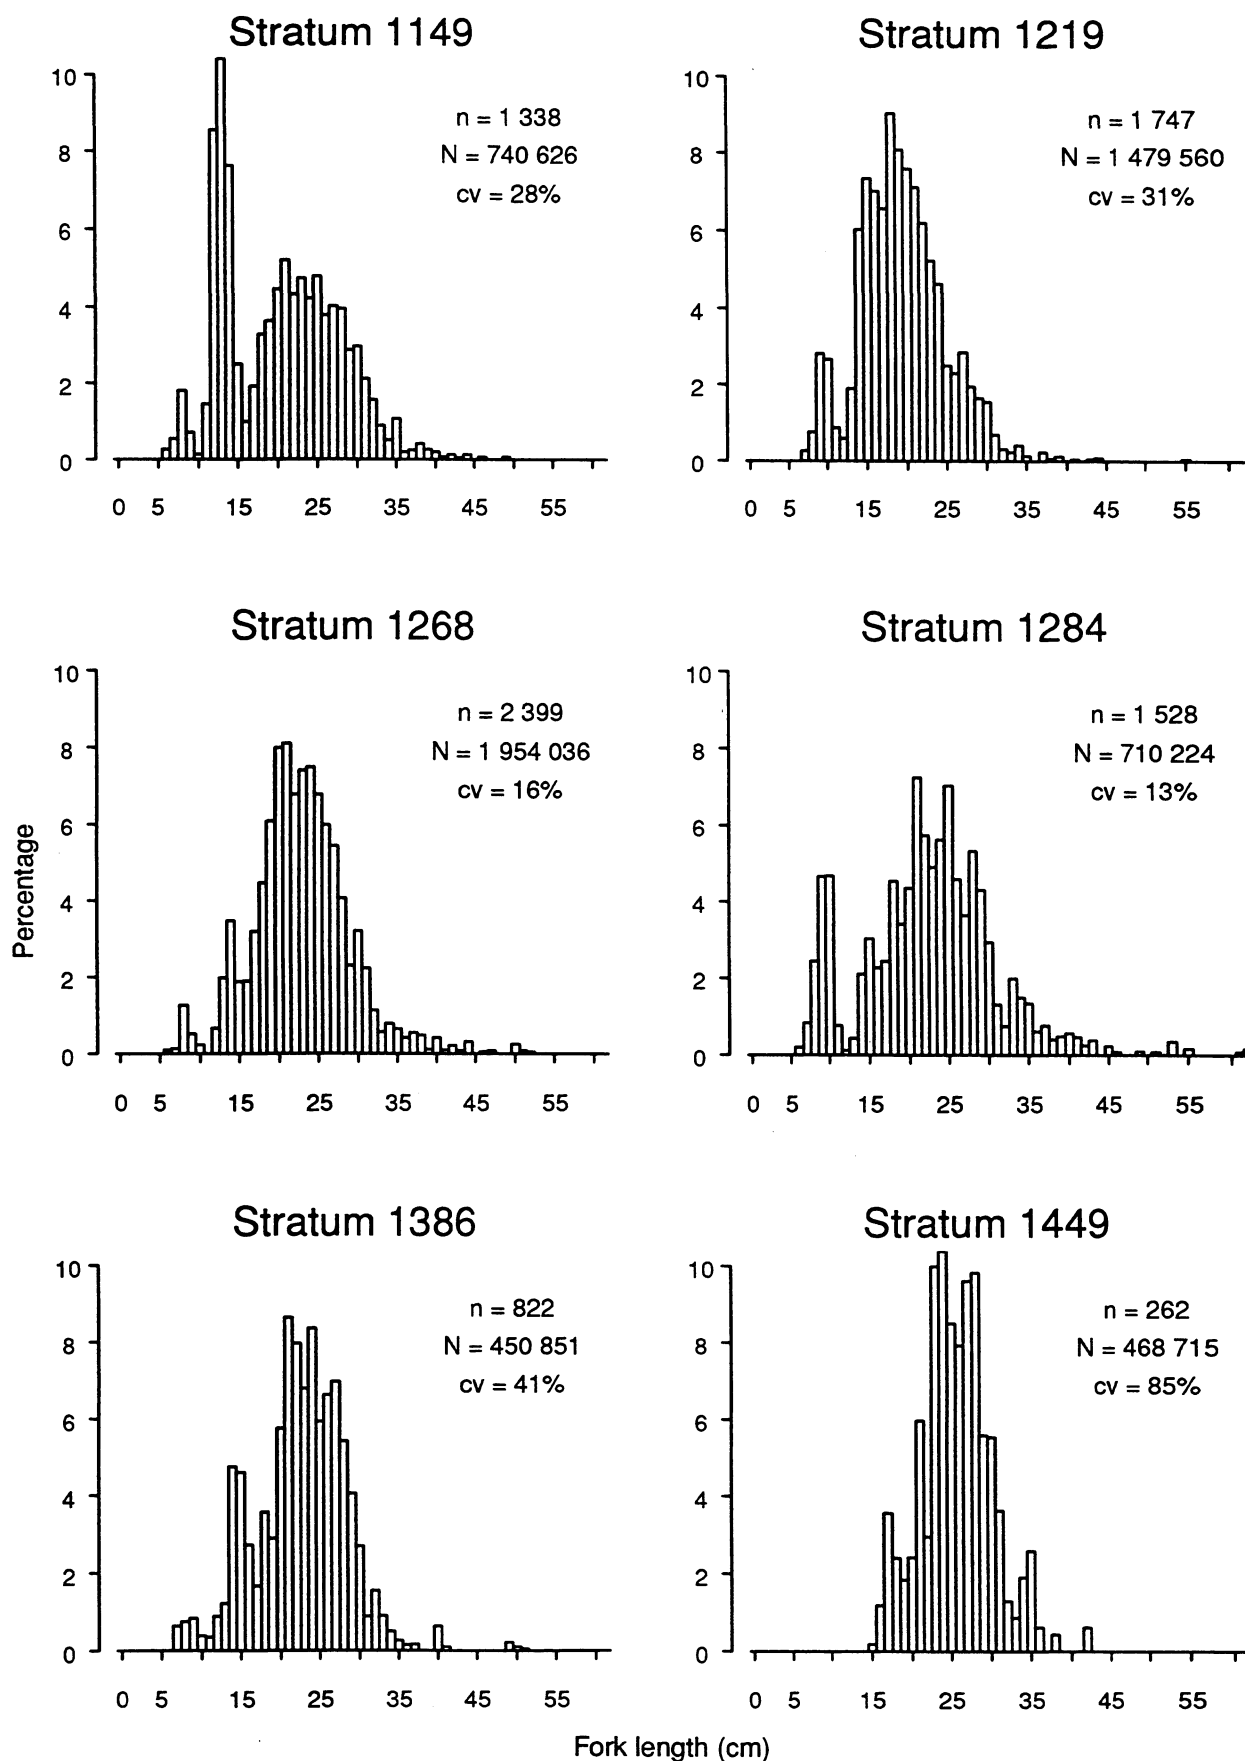 Stratum 1149
n = 1 338
N = 740 626
cv = 28%
10
8
6
4
2
0
0 5 15 25 35 45 55
Stratum 1219
n = 1 747
N = 1 479 560
cv = 31%
10
8
6
4
2
0
0 5 15 25 35 45 55
Percentage
Stratum 1268
n = 2 399
N = 1 954 036
cv = 16%
10
8
6
4
2
0
0 5 15 25 35 45 55
Stratum 1284
n = 1 528
N = 710 224
cv = 13%
10
8
6
4
2
0
0 5 15 25 35 45 55
Stratum 1386
n = 822
N = 450 851
cv = 41%
10
8
6
4
2
0
0 5 15 25 35 45 55
Stratum 1449
n = 262
N = 468 715
cv = 85%
10
8
6
4
2
0
0 5 15 25 35 45 55
Fork length (cm)